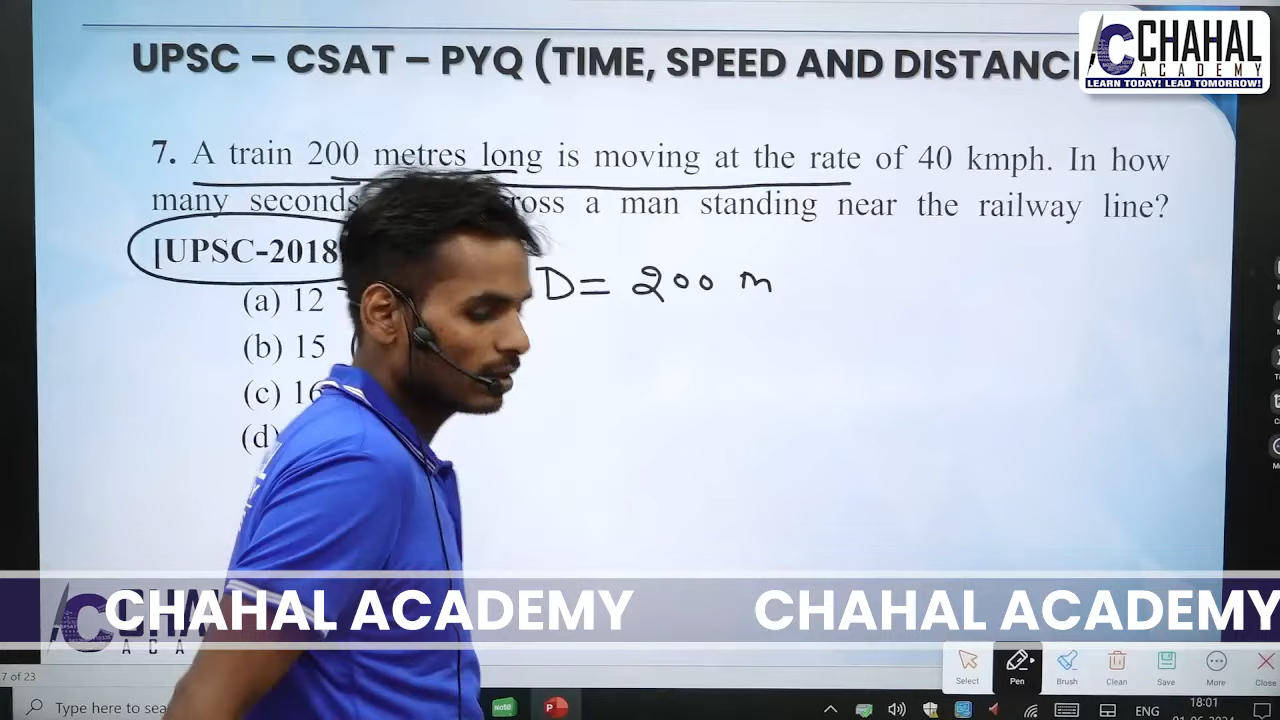 UPSC – CSAT – PYQ (TIME, SPEED AND DISTANC
CHAHAL
ACADEMY
LEARN TODAY! LEAD TOMORROW!
7. A train 200 metres long is moving at the rate of 40 kmph. In how
many seconds a man standing near the railway line?
[UPSC-2018
D = 200 m
(a) 12
(b) 15
(c) 16
(d)
CHAHAL ACADEMY CHAHAL ACADEMY
ACA
Select Pen Brush Clean Save More Close
7 of 23
Type here to sea
ENG
18:01